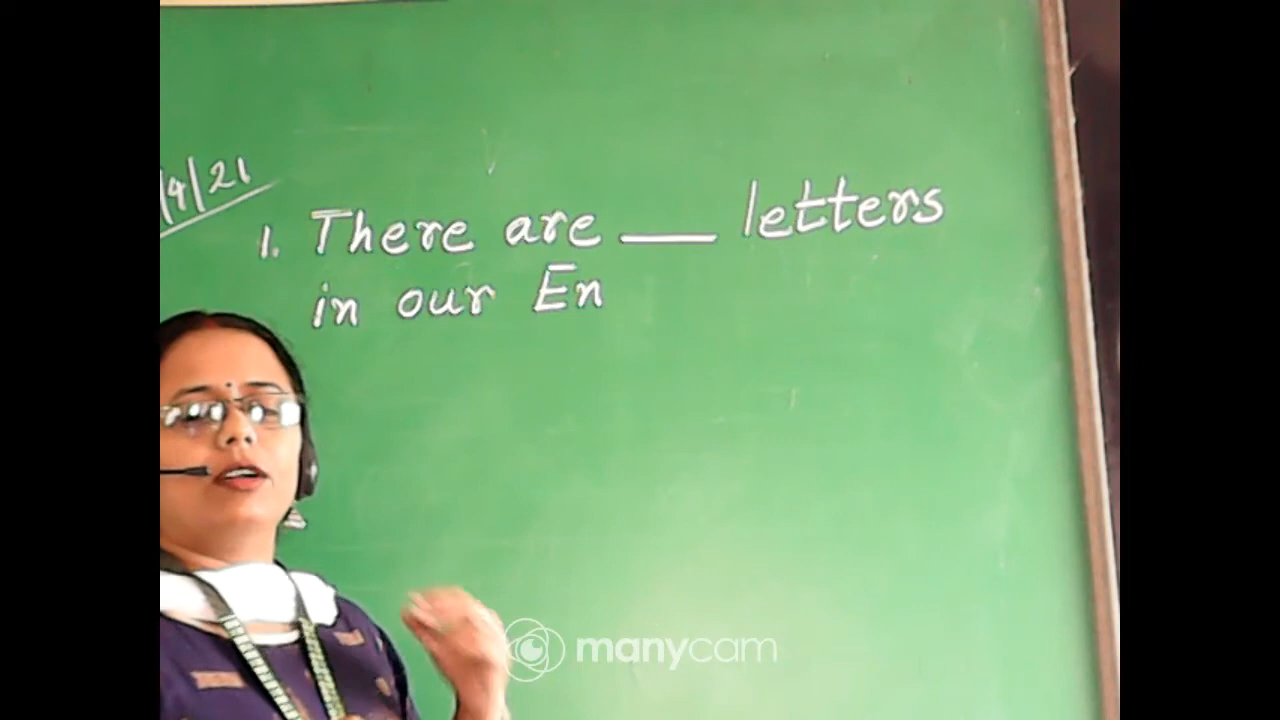 /9/21
1. There are ___ letters
in our En
manycam